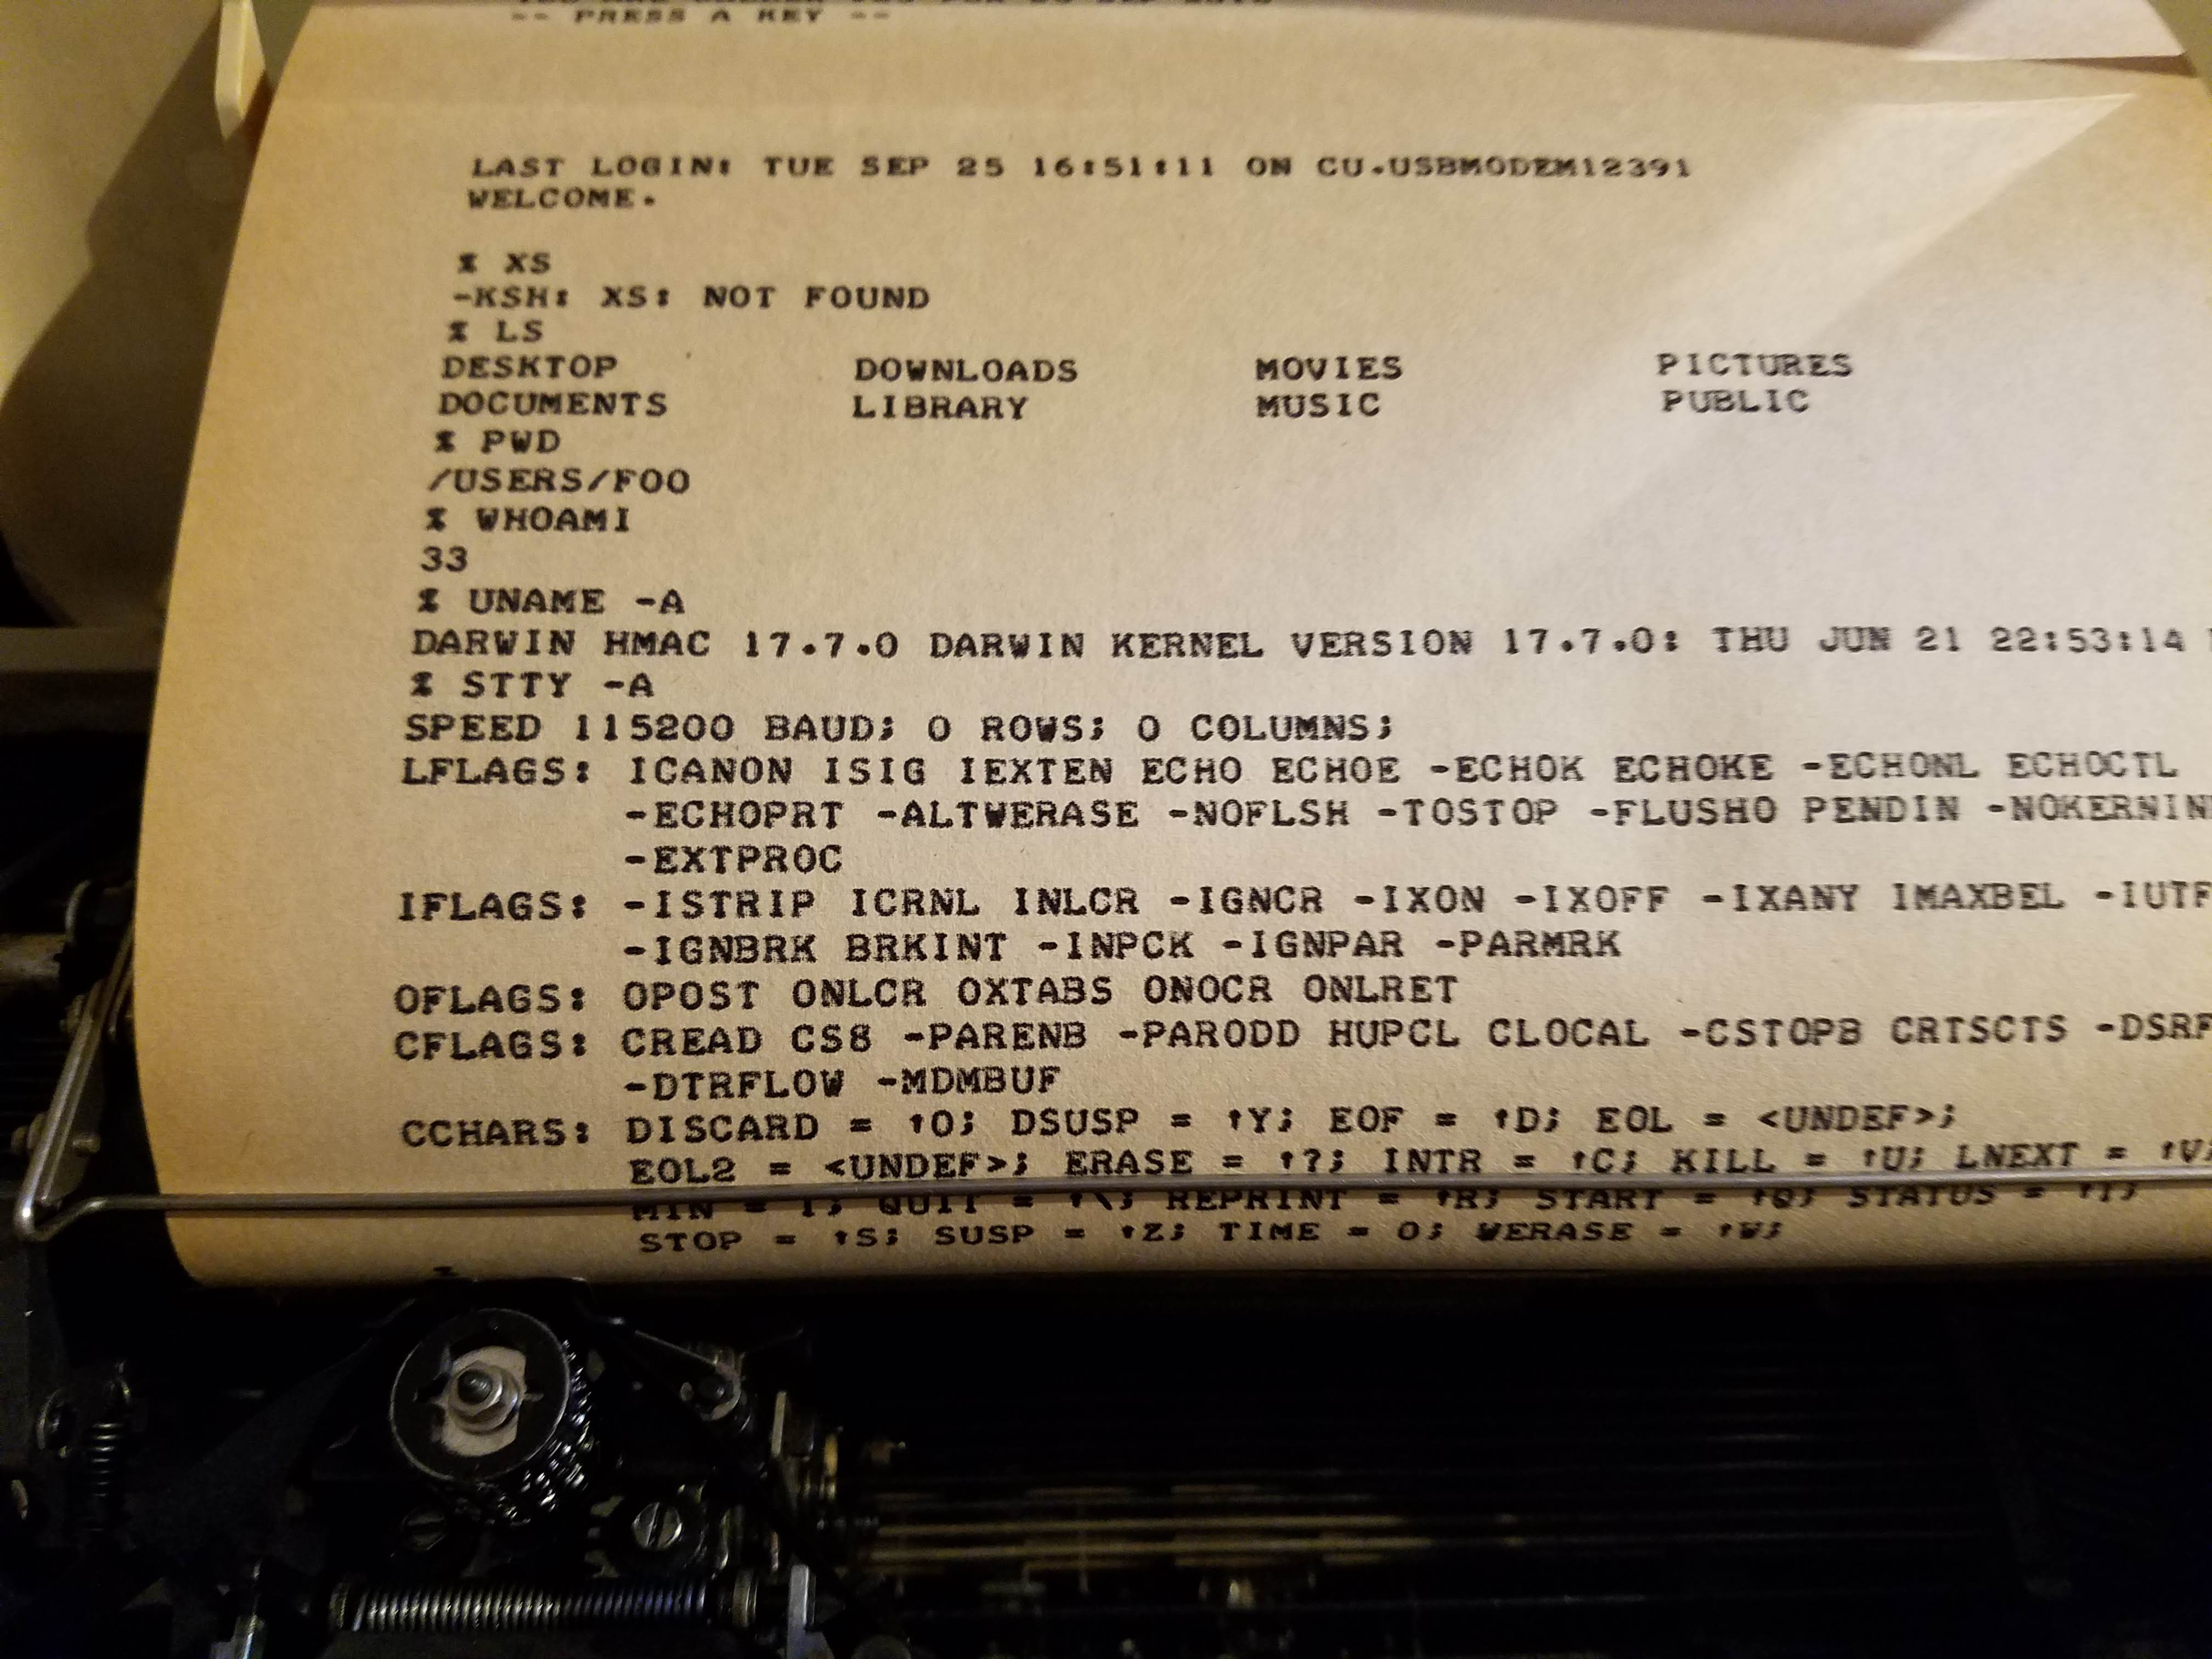 -- PRESS A KEY --
LAST LOGIN: TUE SEP 25 16:51:11 ON CU.USBMODEM12391
WELCOME.
% XS
-KSH: XS: NOT FOUND
% LS
DESKTOP DOWNLOADS MOVIES PICTURES
DOCUMENTS LIBRARY MUSIC PUBLIC
% PWD
/USERS/FOO
% WHOAMI
33
% UNAME -A
DARWIN HMAC 17.7.0 DARWIN KERNEL VERSION 17.7.0: THU JUN 21 22:53:14
% STTY -A
SPEED 115200 BAUD; 0 ROWS; 0 COLUMNS;
LFLAGS: ICANON ISIG IEXTEN ECHO ECHOE -ECHOK ECHOKE -ECHONL ECHOCTL
-ECHOPRT -ALTWERASE -NOFLSH -TOSTOP -FLUSHO PENDIN -NOKERNIN
-EXTPROC
IFLAGS: -ISTRIP ICRNL INLCR -IGNCR -IXON -IXOFF -IXANY IMAXBEL -IUTF
-IGNBRK BRKINT -INPCK -IGNPAR -PARMRK
OFLAGS: OPOST ONLCR OXTABS ONOCR ONLRET
CFLAGS: CREAD CS8 -PARENB -PARODD HUPCL CLOCAL -CSTOPB CRTSCTS -DSRF
-DTRFLOW -MDMBUF
CCHARS: DISCARD = ↑O; DSUSP = ↑Y; EOF = ↑D; EOL = <UNDEF>;
EOL2 = <UNDEF>; ERASE = ↑?; INTR = ↑C; KILL = ↑U; LNEXT = ↑V;
MIN = 1; QUIT = ↑\; REPRINT = ↑R; START = ↑Q; STATUS = ↑T;
STOP = ↑S; SUSP = ↑Z; TIME = 0; WERASE = ↑W;